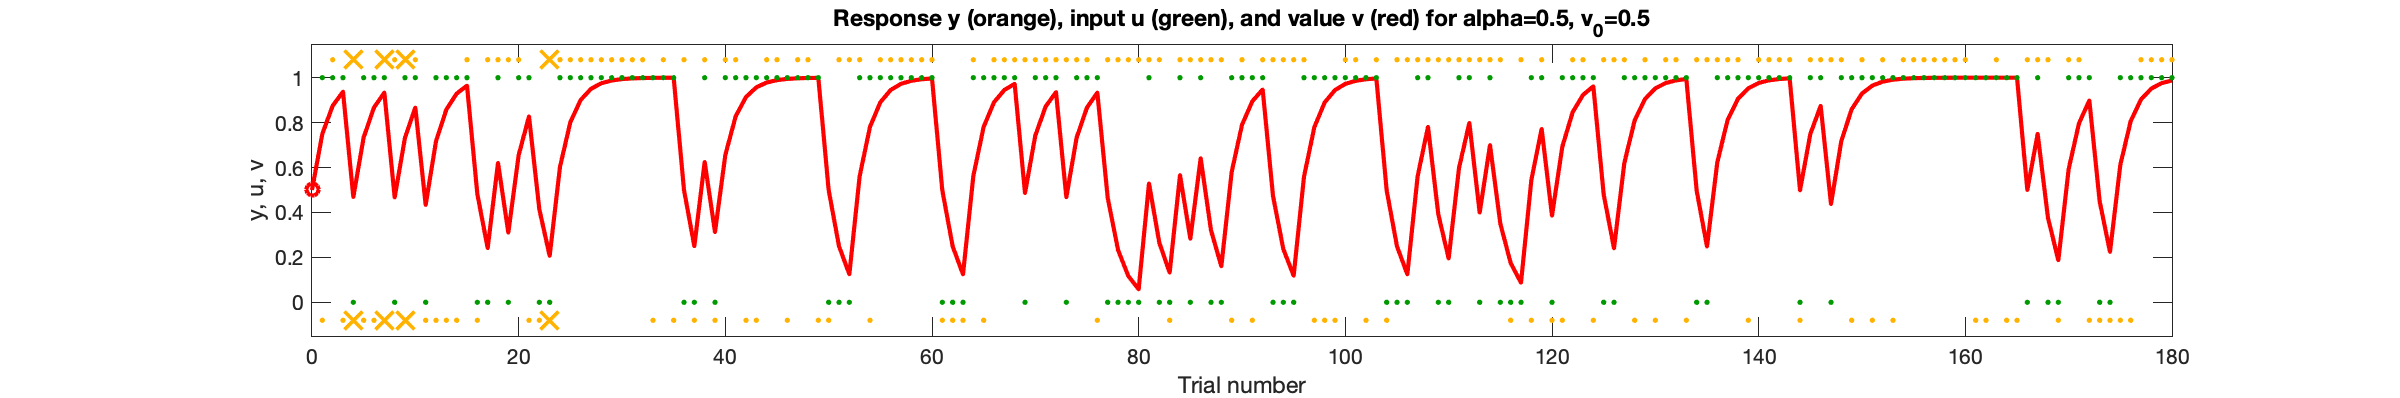 Response y (orange), input u (green), and value v (red) for alpha=0.5, v_0=0.5
y, u, v
1
0.8
0.6
0.4
0.2
0
0 20 40 60 80 100 120 140 160 180
Trial number